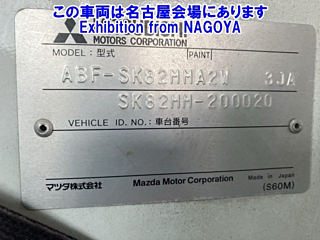 この車両は名古屋会場にあります
Exhibition from NAGOYA
MOTORS CORPORATION
MODEL:型式
PAINT
ABF-SK82MMA2W 3JA
SK82MM-200020
VEHICLE ID. NO.:車台番号
マツダ株式会社 Mazda Motor Corporation Made in Japan
(S60M)